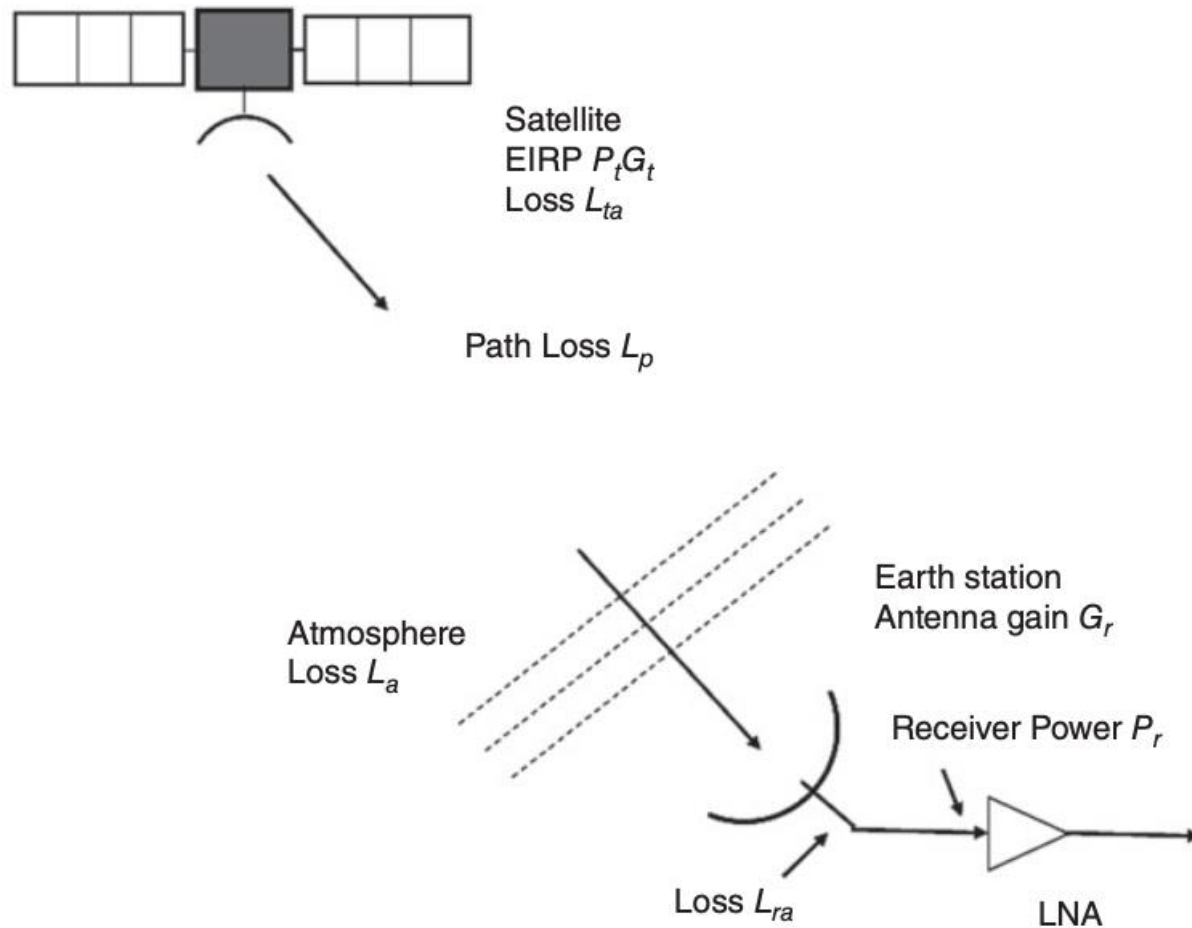 Satellite
EIRP PₜGₜ
Loss Lₜₐ
Path Loss Lₚ
Earth station
Antenna gain Gᵣ
Atmosphere
Loss Lₐ
Receiver Power Pᵣ
Loss Lᵣₐ
LNA